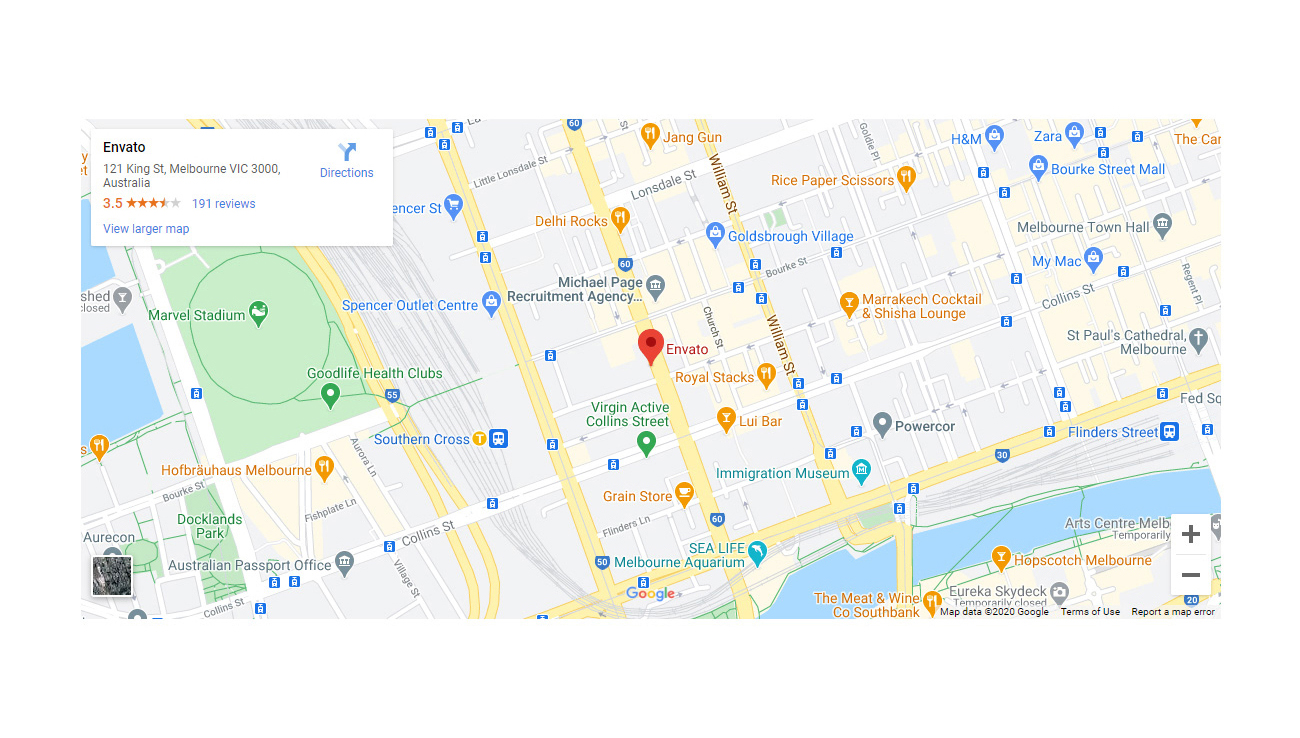 Envato
121 King St, Melbourne VIC 3000,
Australia
3.5
191 reviews
View larger map
Directions
60
Jang Gun
William St
Goldie Pl
H&M
Zara
The Car
Bourke Street Mall
Little Lonsdale St
Lonsdale St
Rice Paper Scissors
encer St
Delhi Rocks
Goldsbrough Village
Melbourne Town Hall
60
Bourke St
My Mac
Regent Pl
Michael Page
Recruitment Agency...
Collins St
shed
closed
Marvel Stadium
Spencer Outlet Centre
Marrakech Cocktail
& Shisha Lounge
Church St
William St
St Paul's Cathedral,
Melbourne
Envato
Goodlife Health Clubs
Royal Stacks
55
Fed Sq
Virgin Active
Collins Street
Lui Bar
Powercor
Flinders Street
Southern Cross
T
30
Aurora Ln
Hofbräuhaus Melbourne
Immigration Museum
Bourke St
Grain Store
Fishplate Ln
Docklands
Park
60
Flinders Ln
Collins St
Arts Centre-Melb
Temporarily
Aurecon
SEA LIFE
Melbourne Aquarium
50
Australian Passport Office
Village St
Hopscotch Melbourne
Google
Eureka Skydeck
Temporarily closed
The Meat & Wine
Co Southbank
20
Collins St
Map data ©2020 Google
Terms of Use
Report a map error